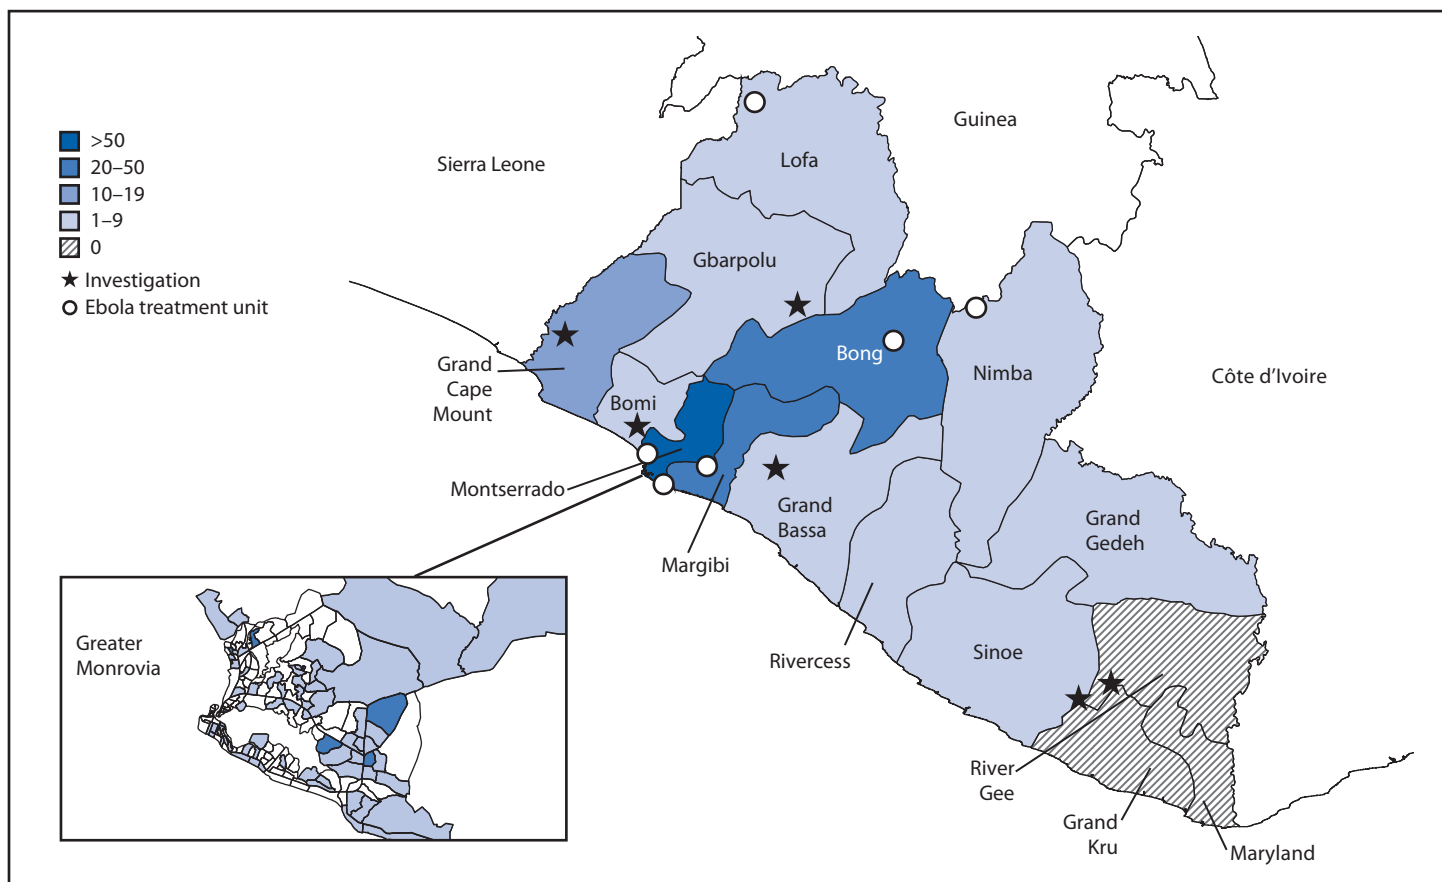 >50
20–50
10–19
1–9
0
Investigation
Ebola treatment unit
Sierra Leone
Guinea
Côte d'Ivoire
Lofa
Gbarpolu
Grand
Cape
Mount
Bomi
Bong
Nimba
Montserrado
Margibi
Grand
Bassa
Grand
Gedeh
Rivercess
Sinoe
River
Gee
Grand
Kru
Maryland
Greater
Monrovia